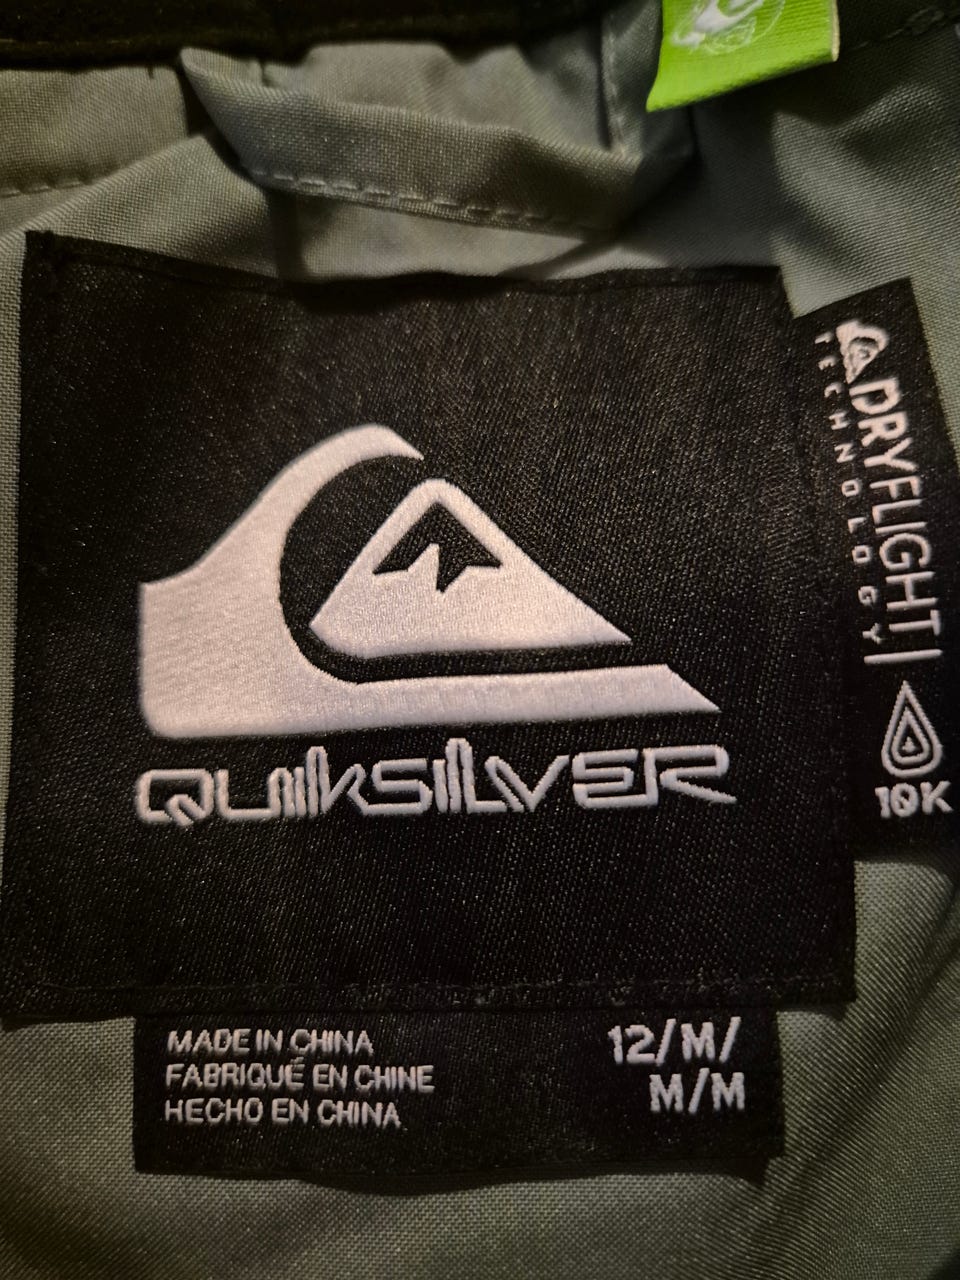 QUIKSILVER
DRYFLIGHT
TECHNOLOGY
10K
MADE IN CHINA
FABRIQUÉ EN CHINE
HECHO EN CHINA
12/M/
M/M